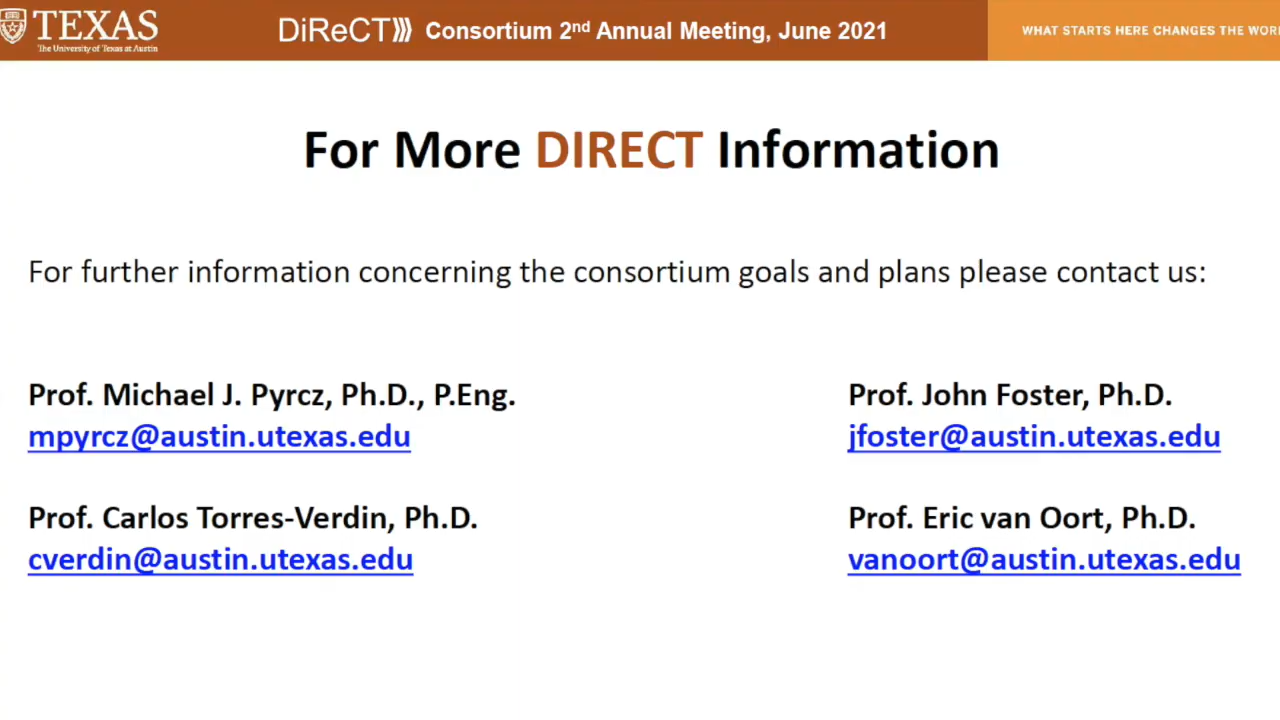 TEXAS
The University of Texas at Austin
DiReCT Consortium 2nd Annual Meeting, June 2021
WHAT STARTS HERE CHANGES THE WOR
For More DIRECT Information
For further information concerning the consortium goals and plans please contact us:
Prof. Michael J. Pyrcz, Ph.D., P.Eng.
mpyrcz@austin.utexas.edu
Prof. John Foster, Ph.D.
jfoster@austin.utexas.edu
Prof. Carlos Torres-Verdin, Ph.D.
cverdin@austin.utexas.edu
Prof. Eric van Oort, Ph.D.
vanoort@austin.utexas.edu